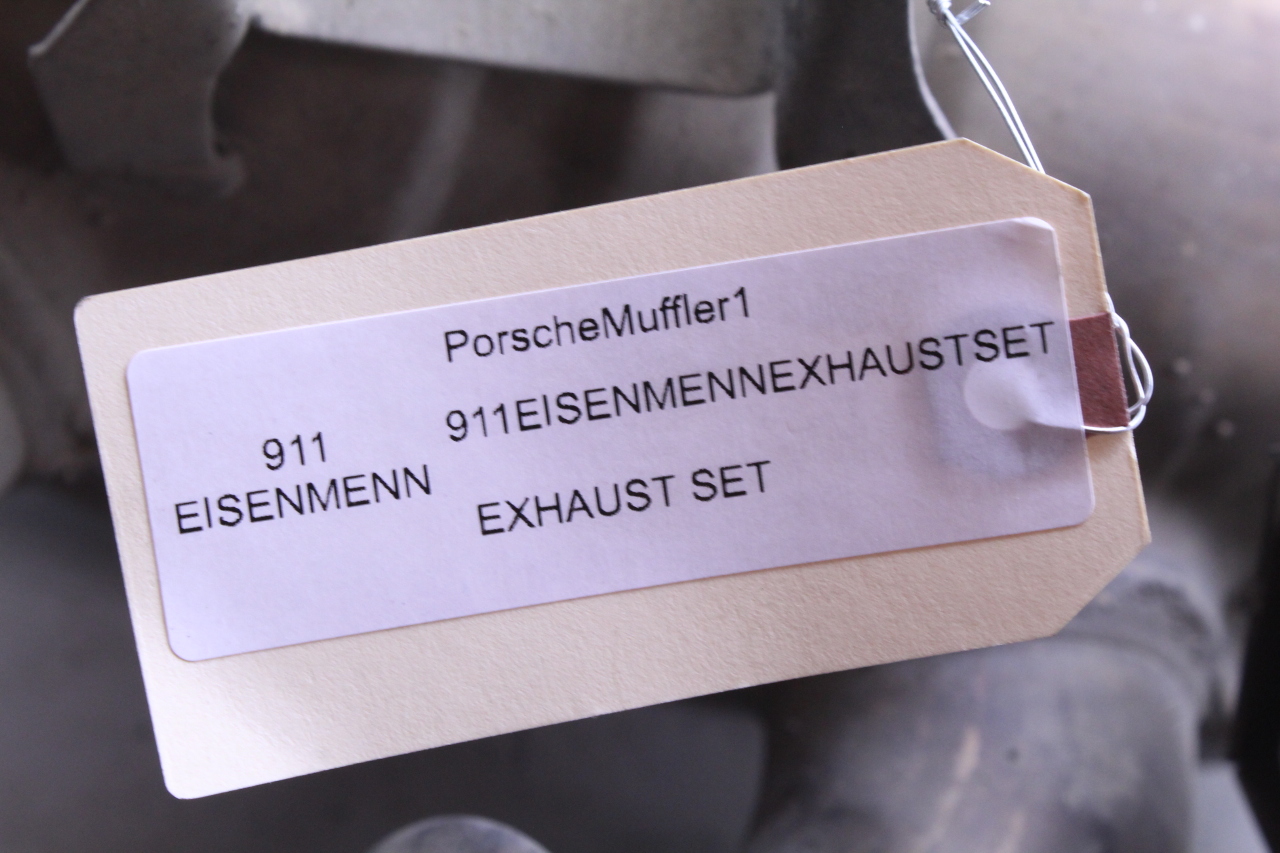 PorscheMuffler1
911EISENMENNEXHAUSTSET
911
EISENMENN
EXHAUST SET